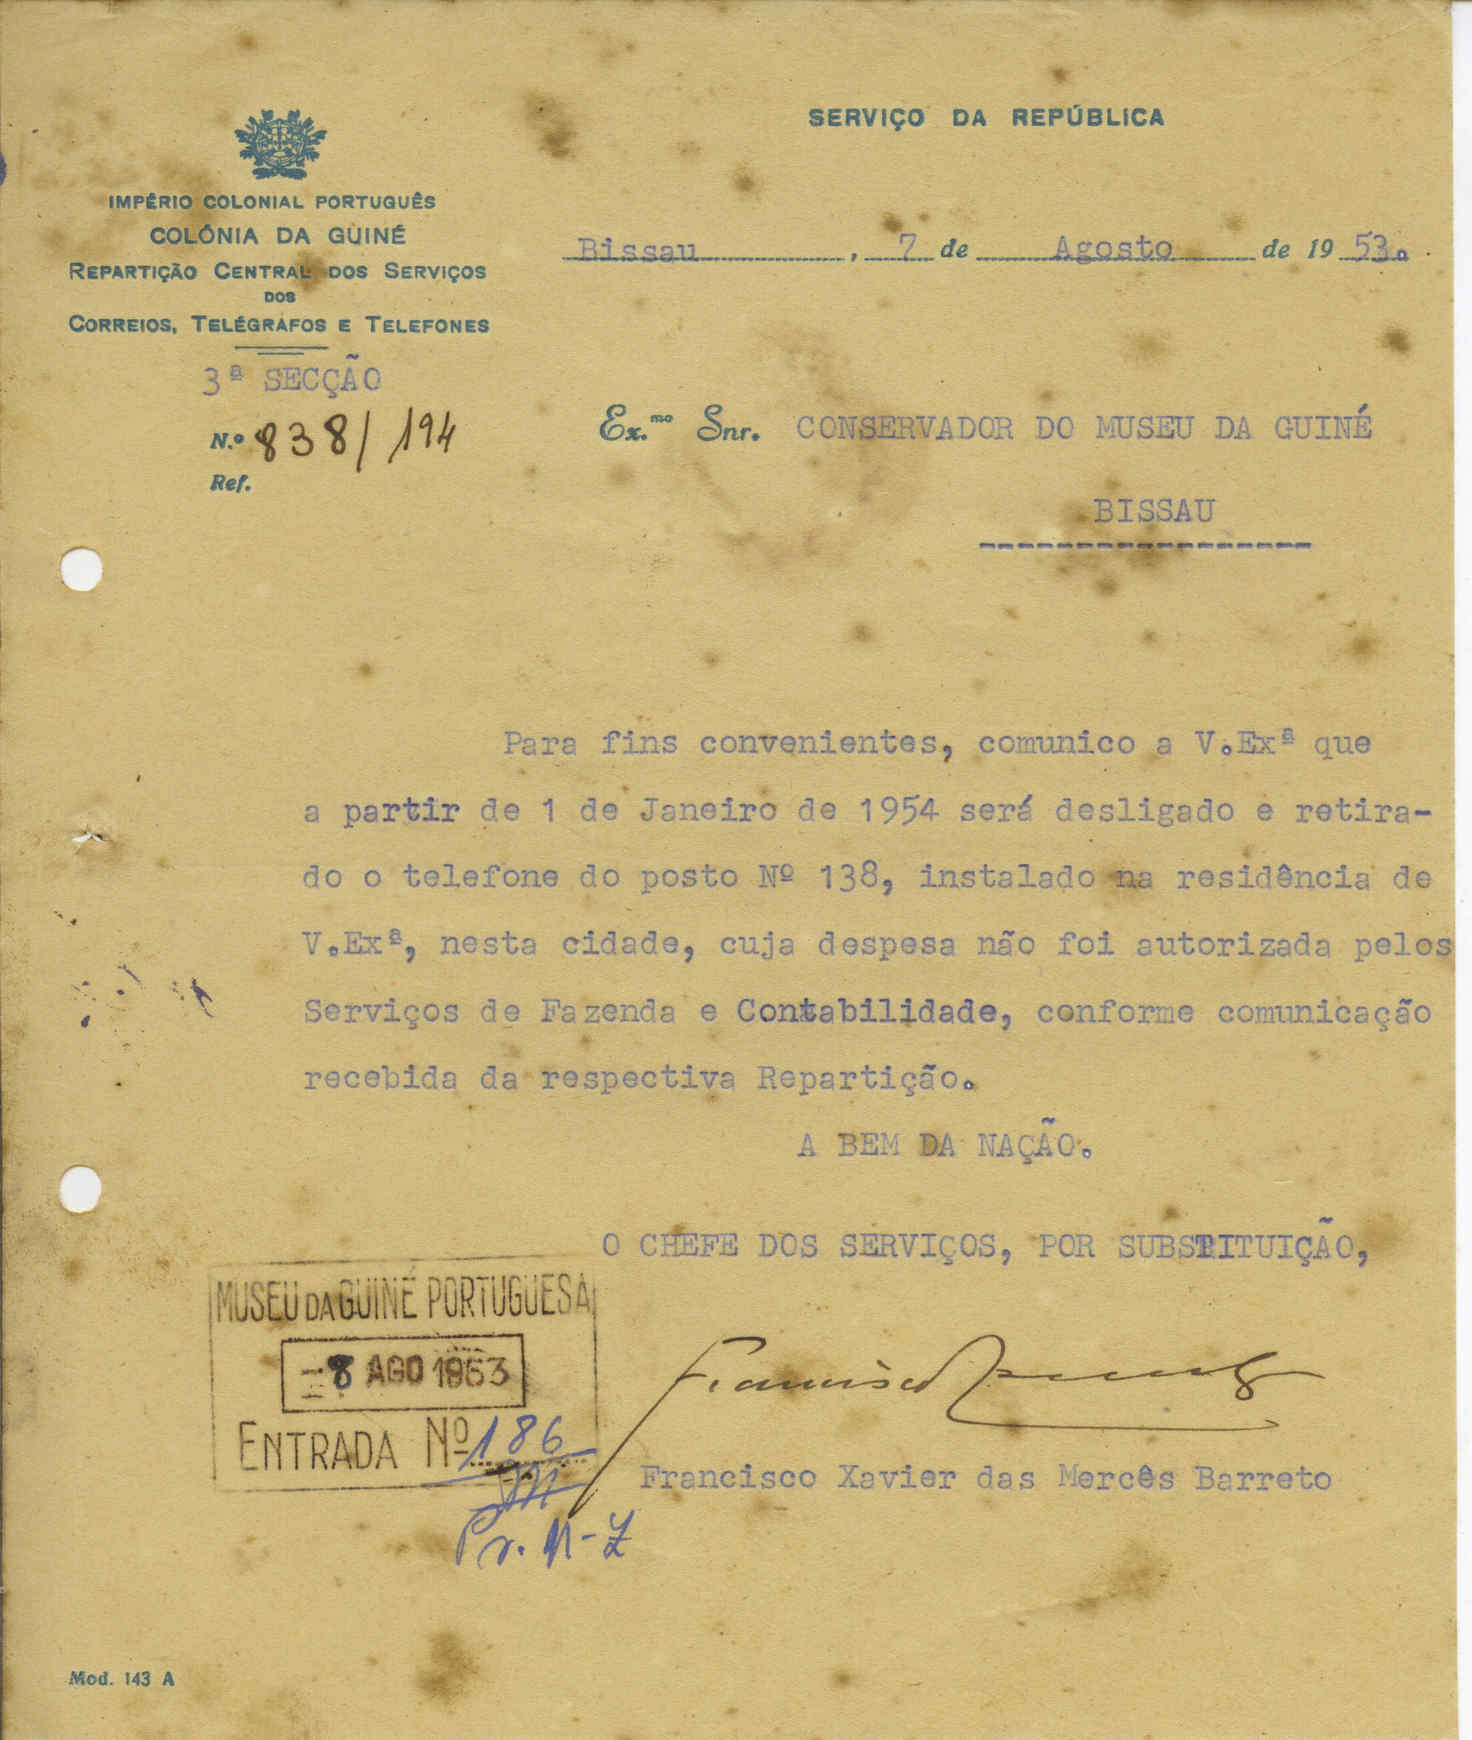 SERVIÇO DA REPÚBLICA
IMPÉRIO COLONIAL PORTUGUÊS
COLÓNIA DA GUINÉ
REPARTIÇÃO CENTRAL DOS SERVIÇOS
DOS
CORREIOS, TELÉGRAFOS E TELEFONES
Bissau, 7 de Agosto de 1953.
3ª SECÇÃO
N.º 838/194
Ref.
Ex.mo Snr. CONSERVADOR DO MUSEU DA GUINÉ
BISSAU
Para fins convenientes, comunico a V.Exª que
a partir de 1 de Janeiro de 1954 será desligado e retira-
do o telefone do posto Nº 138, instalado na residência de
V.Exª, nesta cidade, cuja despesa não foi autorizada pelos
Serviços de Fazenda e Contabilidade, conforme comunicação
recebida da respectiva Repartição.
A BEM DA NAÇÃO.
O CHEFE DOS SERVIÇOS, POR SUBSTITUIÇÃO,
MUSEU DA GUINÉ PORTUGUESA
-8 AGO 1953
ENTRADA Nº 186
Francisco Xavier das Mercês Barreto
Mod. 143 A